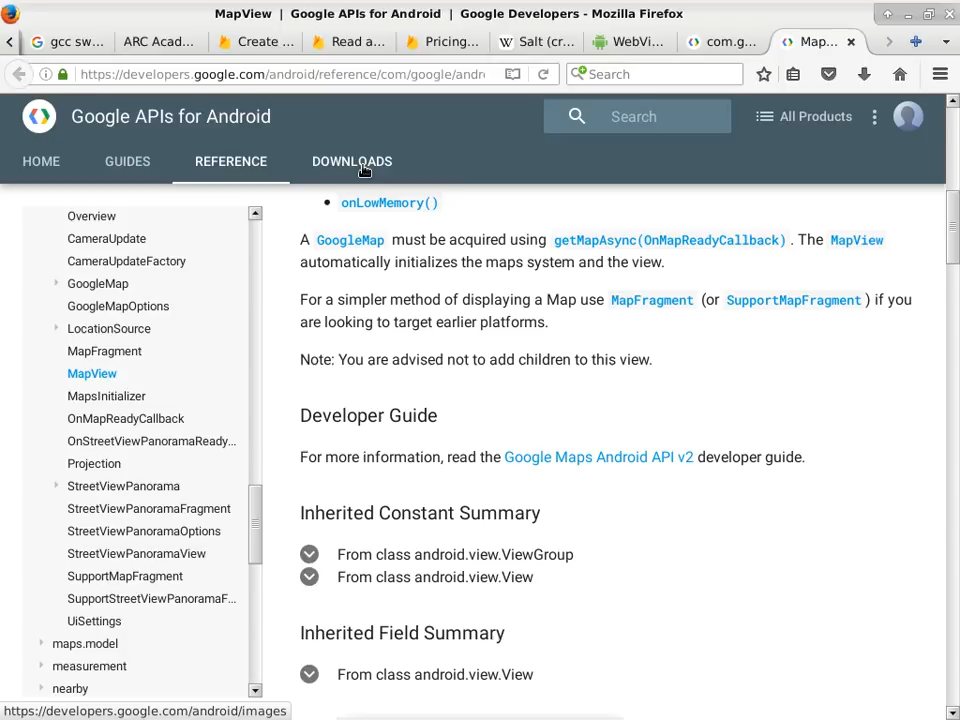 MapView | Google APIs for Android | Google Developers - Mozilla Firefox
gcc sw...
ARC Acad...
Create ...
Read a...
Pricing...
Salt (cr...
WebVi...
com.g...
Map...
https://developers.google.com/android/reference/com/google/andro
Search
Google APIs for Android
Search
All Products
HOME
GUIDES
REFERENCE
DOWNLOADS
Overview
CameraUpdate
CameraUpdateFactory
GoogleMap
GoogleMapOptions
LocationSource
MapFragment
MapView
MapsInitializer
OnMapReadyCallback
OnStreetViewPanoramaReady...
Projection
StreetViewPanorama
StreetViewPanoramaFragment
StreetViewPanoramaOptions
StreetViewPanoramaView
SupportMapFragment
SupportStreetViewPanoramaF...
UiSettings
maps.model
measurement
nearby
• onLowMemory()
A GoogleMap must be acquired using getMapAsync(OnMapReadyCallback). The MapView
automatically initializes the maps system and the view.
For a simpler method of displaying a Map use MapFragment (or SupportMapFragment) if you
are looking to target earlier platforms.
Note: You are advised not to add children to this view.
Developer Guide
For more information, read the Google Maps Android API v2 developer guide.
Inherited Constant Summary
From class android.view.ViewGroup
From class android.view.View
Inherited Field Summary
From class android.view.View
https://developers.google.com/android/images